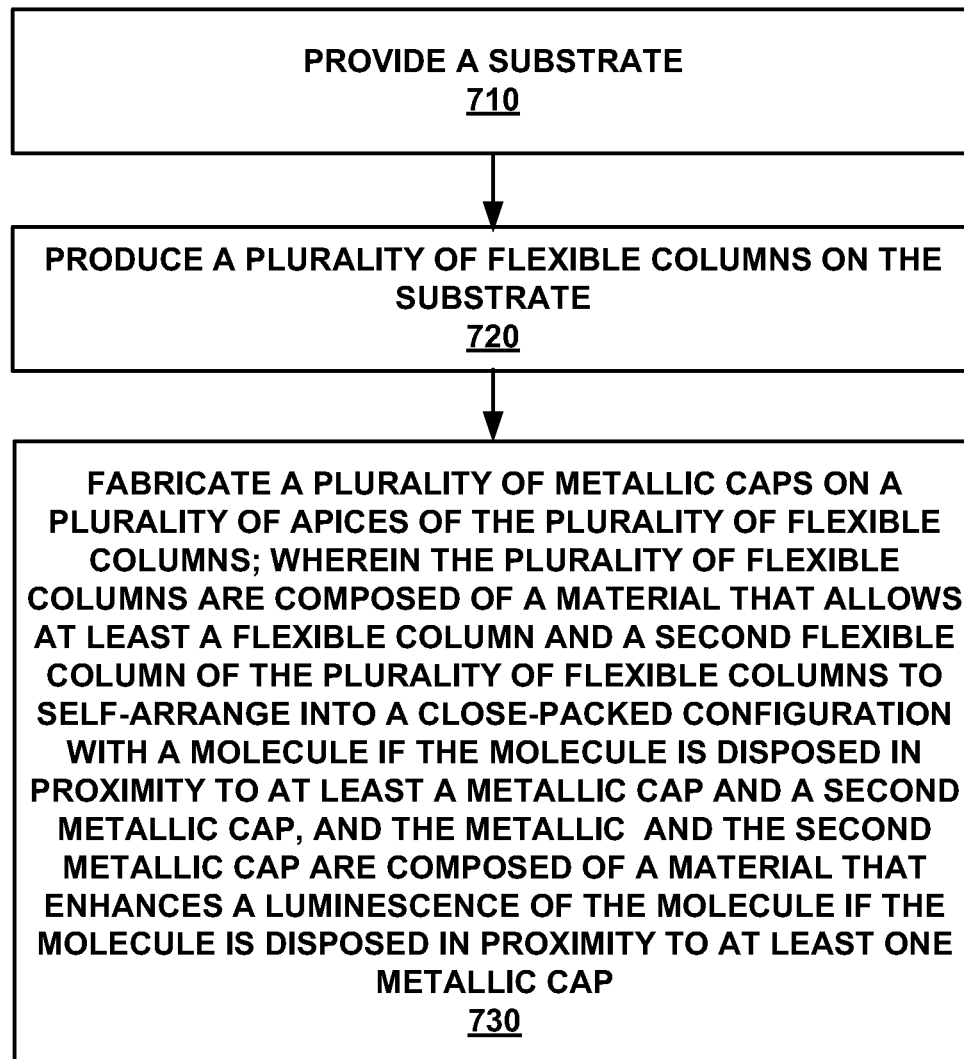 PROVIDE A SUBSTRATE
710
PRODUCE A PLURALITY OF FLEXIBLE COLUMNS ON THE
SUBSTRATE
720
FABRICATE A PLURALITY OF METALLIC CAPS ON A
PLURALITY OF APICES OF THE PLURALITY OF FLEXIBLE
COLUMNS; WHEREIN THE PLURALITY OF FLEXIBLE
COLUMNS ARE COMPOSED OF A MATERIAL THAT ALLOWS
AT LEAST A FLEXIBLE COLUMN AND A SECOND FLEXIBLE
COLUMN OF THE PLURALITY OF FLEXIBLE COLUMNS TO
SELF-ARRANGE INTO A CLOSE-PACKED CONFIGURATION
WITH A MOLECULE IF THE MOLECULE IS DISPOSED IN
PROXIMITY TO AT LEAST A METALLIC CAP AND A SECOND
METALLIC CAP, AND THE METALLIC AND THE SECOND
METALLIC CAP ARE COMPOSED OF A MATERIAL THAT
ENHANCES A LUMINESCENCE OF THE MOLECULE IF THE
MOLECULE IS DISPOSED IN PROXIMITY TO AT LEAST ONE
METALLIC CAP
730